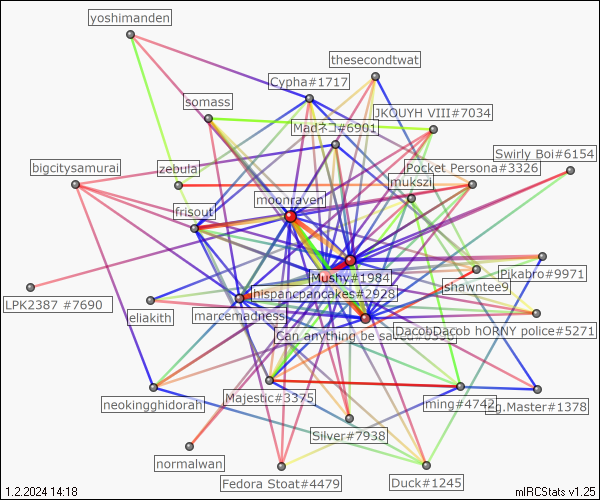 yoshimanden
thesecondtwat
Cypha#1717
somass
JKOUYH VIII#7034
Madネコ#6901
Swirly Boi#6154
bigcitysamurai
zebula
Pocket Persona#3326
mukszi
moonraven
frisout
Mushy#1984
Pikabro#9971
shawntee9
hispancpancakes#2928
LPK2387 #7690
eliakith
marcemadness
DacobDacob hORNY police#5271
Can anything be saved
Majestic#3375
neokingghidorah
ming#4742
g.Master#1378
Silver#7938
normalwan
Fedora Stoat#4479
Duck#1245
1.2.2024 14:18
mIRCStats v1.25